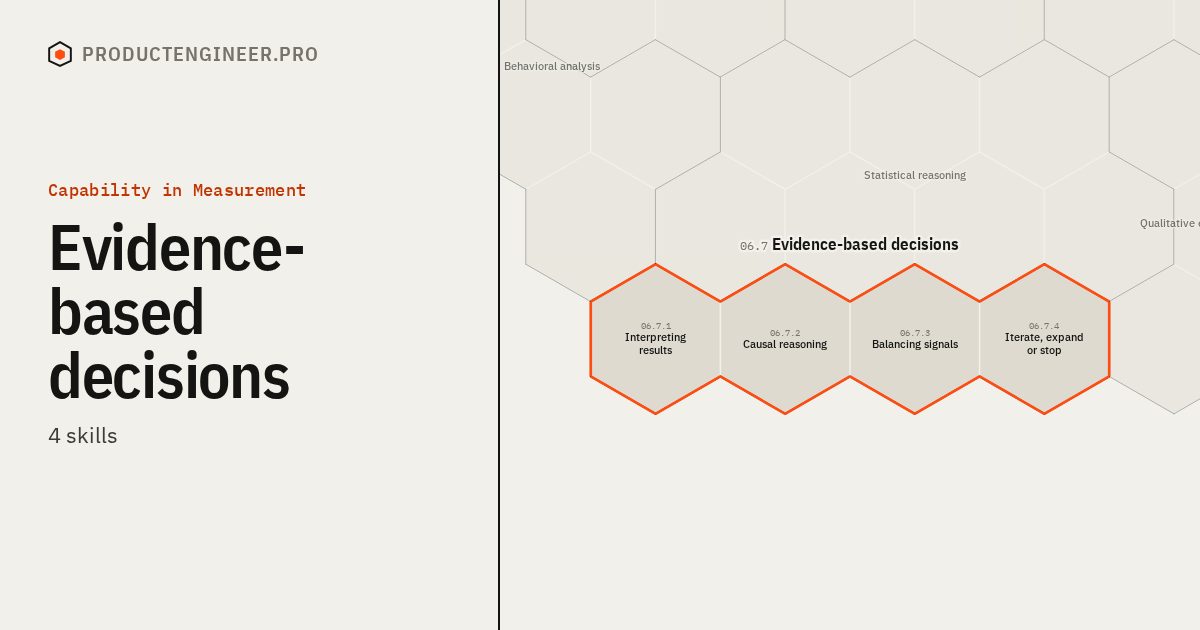 PRODUCTENGINEER.PRO
Capability in Measurement
Evidence-
based
decisions
4 skills
Behavioral analysis
Statistical reasoning
Qualitative
06.7 Evidence-based decisions
06.7.1
Interpreting
results
06.7.2
Causal reasoning
06.7.3
Balancing signals
06.7.4
Iterate, expand
or stop